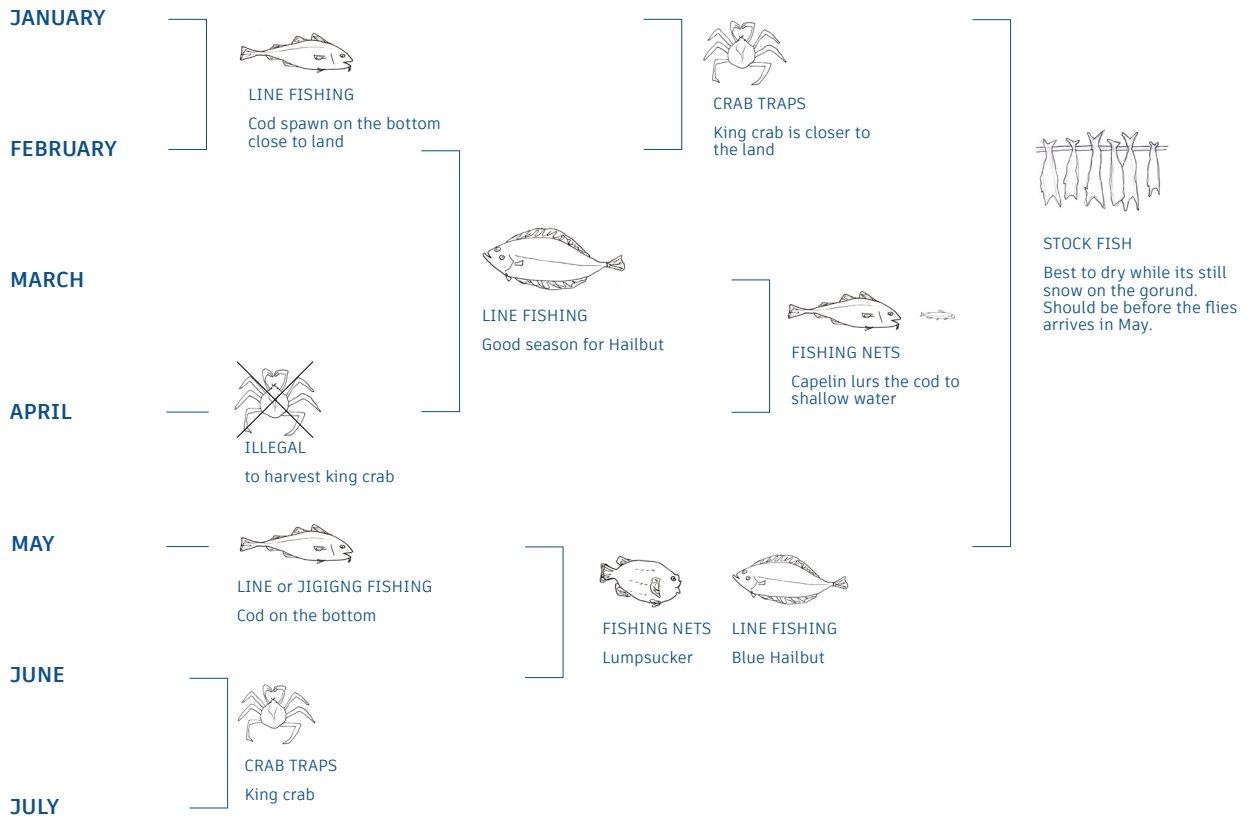 JANUARY
LINE FISHING
Cod spawn on the bottom
close to land
CRAB TRAPS
King crab is closer to
the land
FEBRUARY
STOCK FISH
Best to dry while its still
snow on the gorund.
Should be before the flies
arrives in May.
MARCH
LINE FISHING
Good season for Hailbut
FISHING NETS
Capelin lurs the cod to
shallow water
APRIL
ILLEGAL
to harvest king crab
MAY
LINE or JIGIGNG FISHING
Cod on the bottom
FISHING NETS
Lumpsucker
LINE FISHING
Blue Hailbut
JUNE
CRAB TRAPS
King crab
JULY